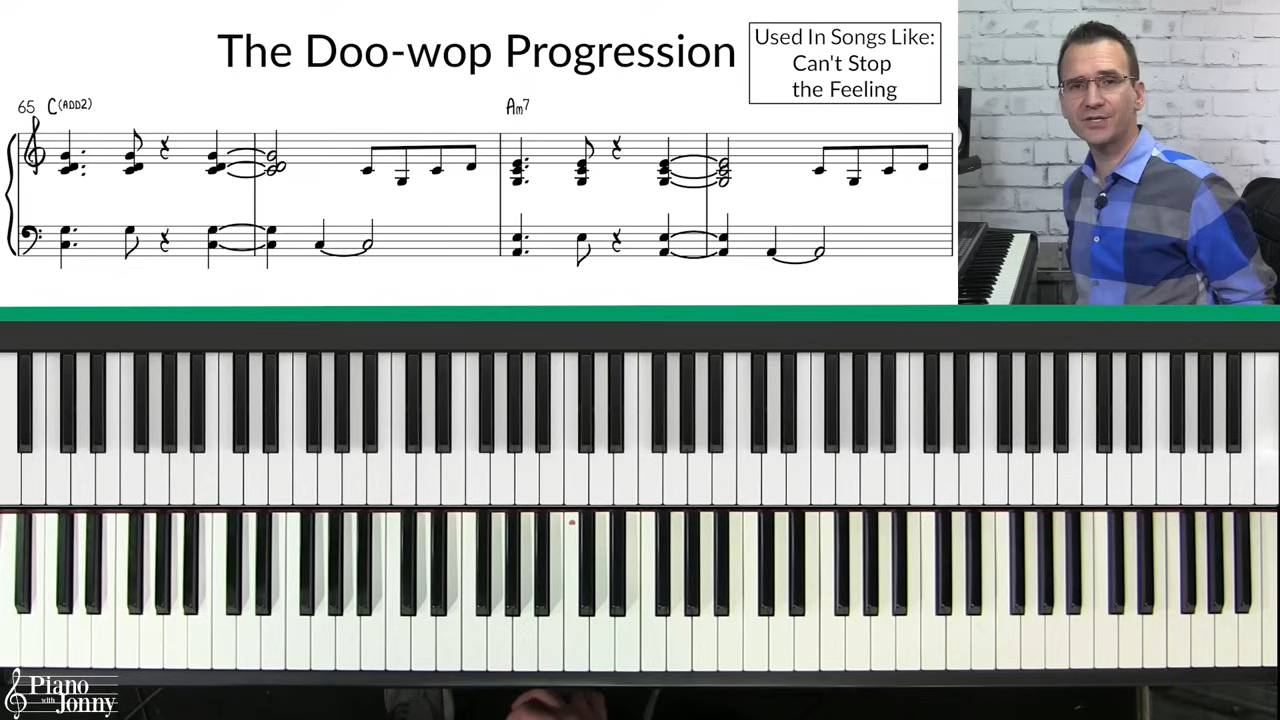 The Doo-wop Progression
Used In Songs Like:
Can't Stop
the Feeling
65 C(ADD2) Am7
Piano
with
Jonny